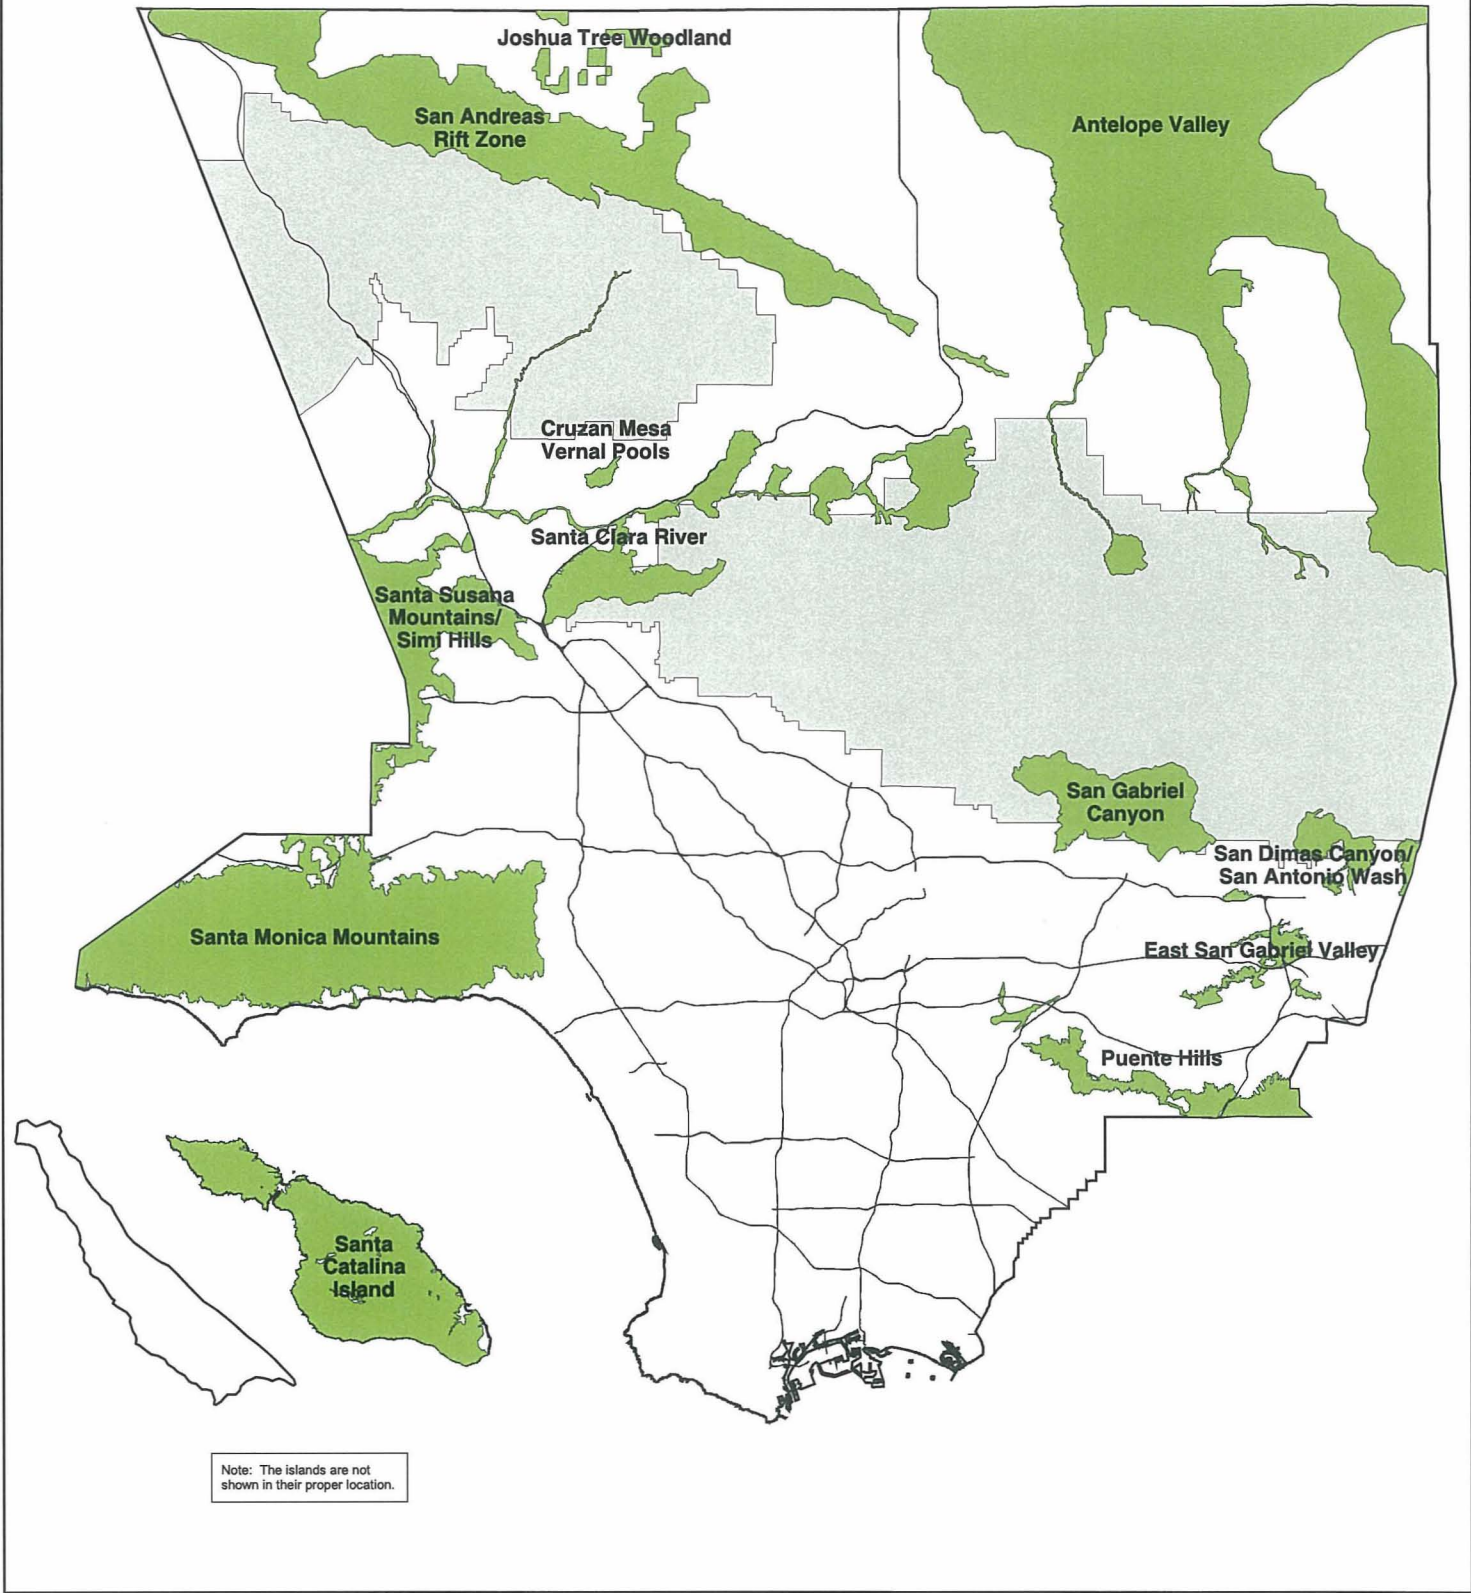 Joshua Tree Woodland
San Andreas
Rift Zone
Antelope Valley
Cruzan Mesa
Vernal Pools
Santa Clara River
Santa Susana
Mountains/
Simi Hills
San Gabriel
Canyon
San Dimas Canyon/
San Antonio Wash
Santa Monica Mountains
East San Gabriel Valley
Puente Hills
Santa
Catalina
Island
Note: The islands are not
shown in their proper location.